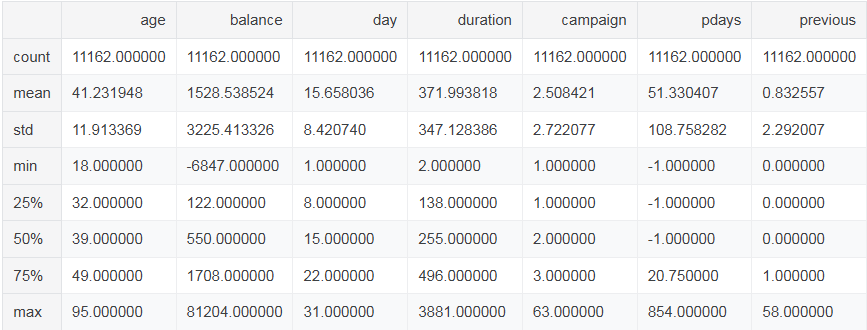 age balance day duration campaign pdays previous
count 11162.000000 11162.000000 11162.000000 11162.000000 11162.000000 11162.000000 11162.000000
mean 41.231948 1528.538524 15.658036 371.993818 2.508421 51.330407 0.832557
std 11.913369 3225.413326 8.420740 347.128386 2.722077 108.758282 2.292007
min 18.000000 -6847.000000 1.000000 2.000000 1.000000 -1.000000 0.000000
25% 32.000000 122.000000 8.000000 138.000000 1.000000 -1.000000 0.000000
50% 39.000000 550.000000 15.000000 255.000000 2.000000 -1.000000 0.000000
75% 49.000000 1708.000000 22.000000 496.000000 3.000000 20.750000 1.000000
max 95.000000 81204.000000 31.000000 3881.000000 63.000000 854.000000 58.000000